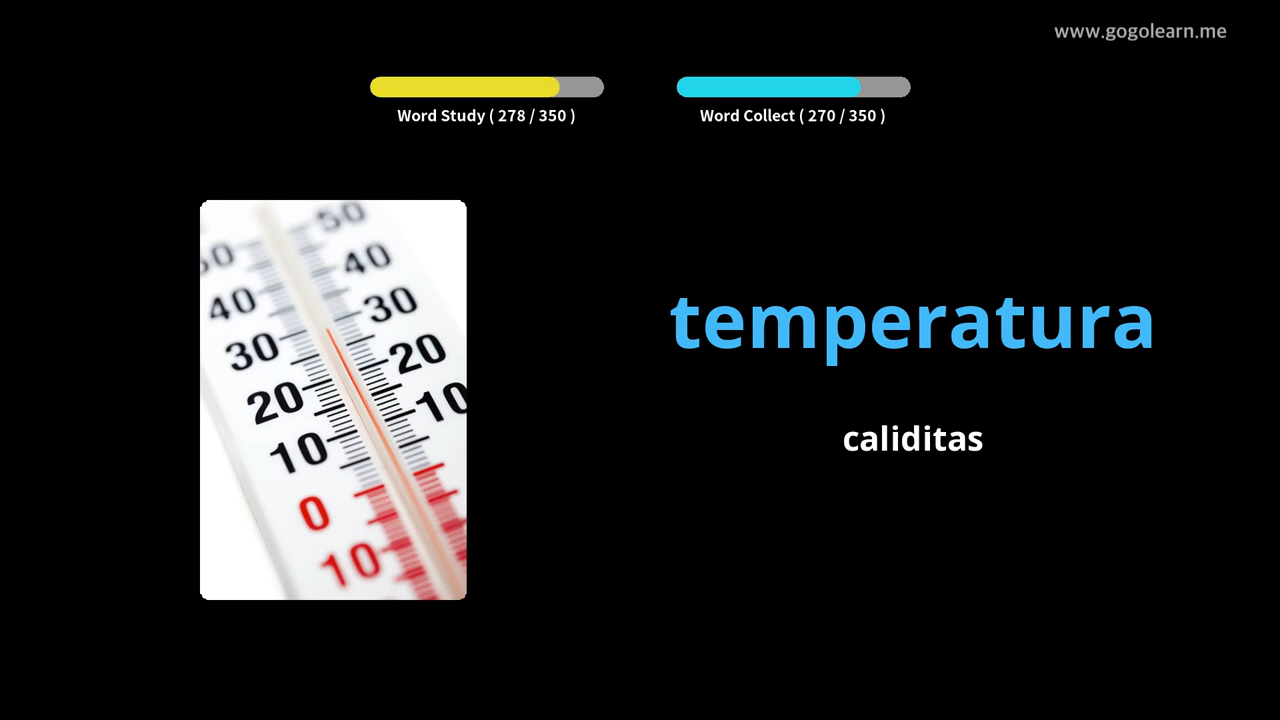 www.gogolearn.me
Word Study ( 278 / 350 )
Word Collect ( 270 / 350 )
temperatura
caliditas
50
40
30
20
10
40
30
20
10
0
10